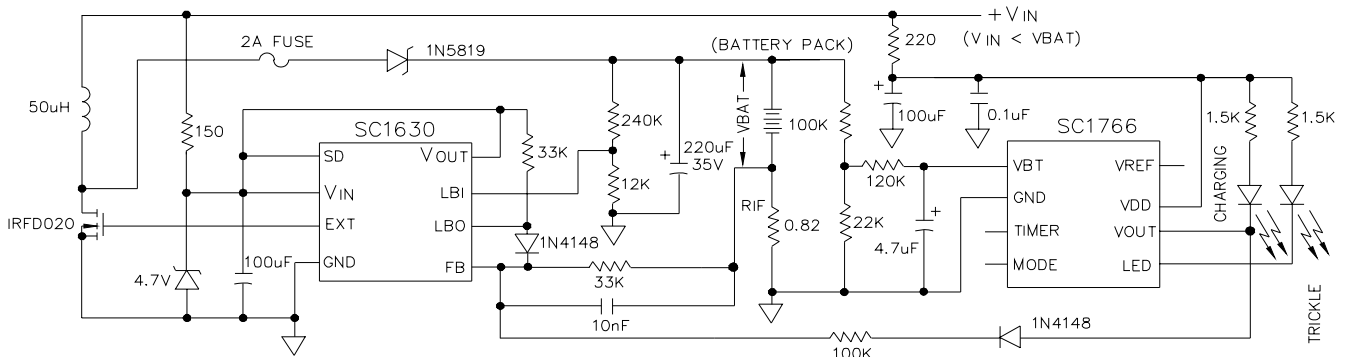 + VIN
2A FUSE
1N5819
(BATTERY PACK)
220
(VIN < VBAT)
50uH
150
SC1630
240K
VBAT
100K
+
100uF
0.1uF
SC1766
1.5K
1.5K
SD
VOUT
33K
+
220uF
35V
VBT
VREF
VIN
LBI
12K
120K
GND
VDD
CHARGING
IRFD020
EXT
LBO
RIF
0.82
22K
+
4.7uF
TIMER
VOUT
1N4148
4.7V
100uF
GND
FB
33K
MODE
LED
10nF
1N4148
TRICKLE
100K